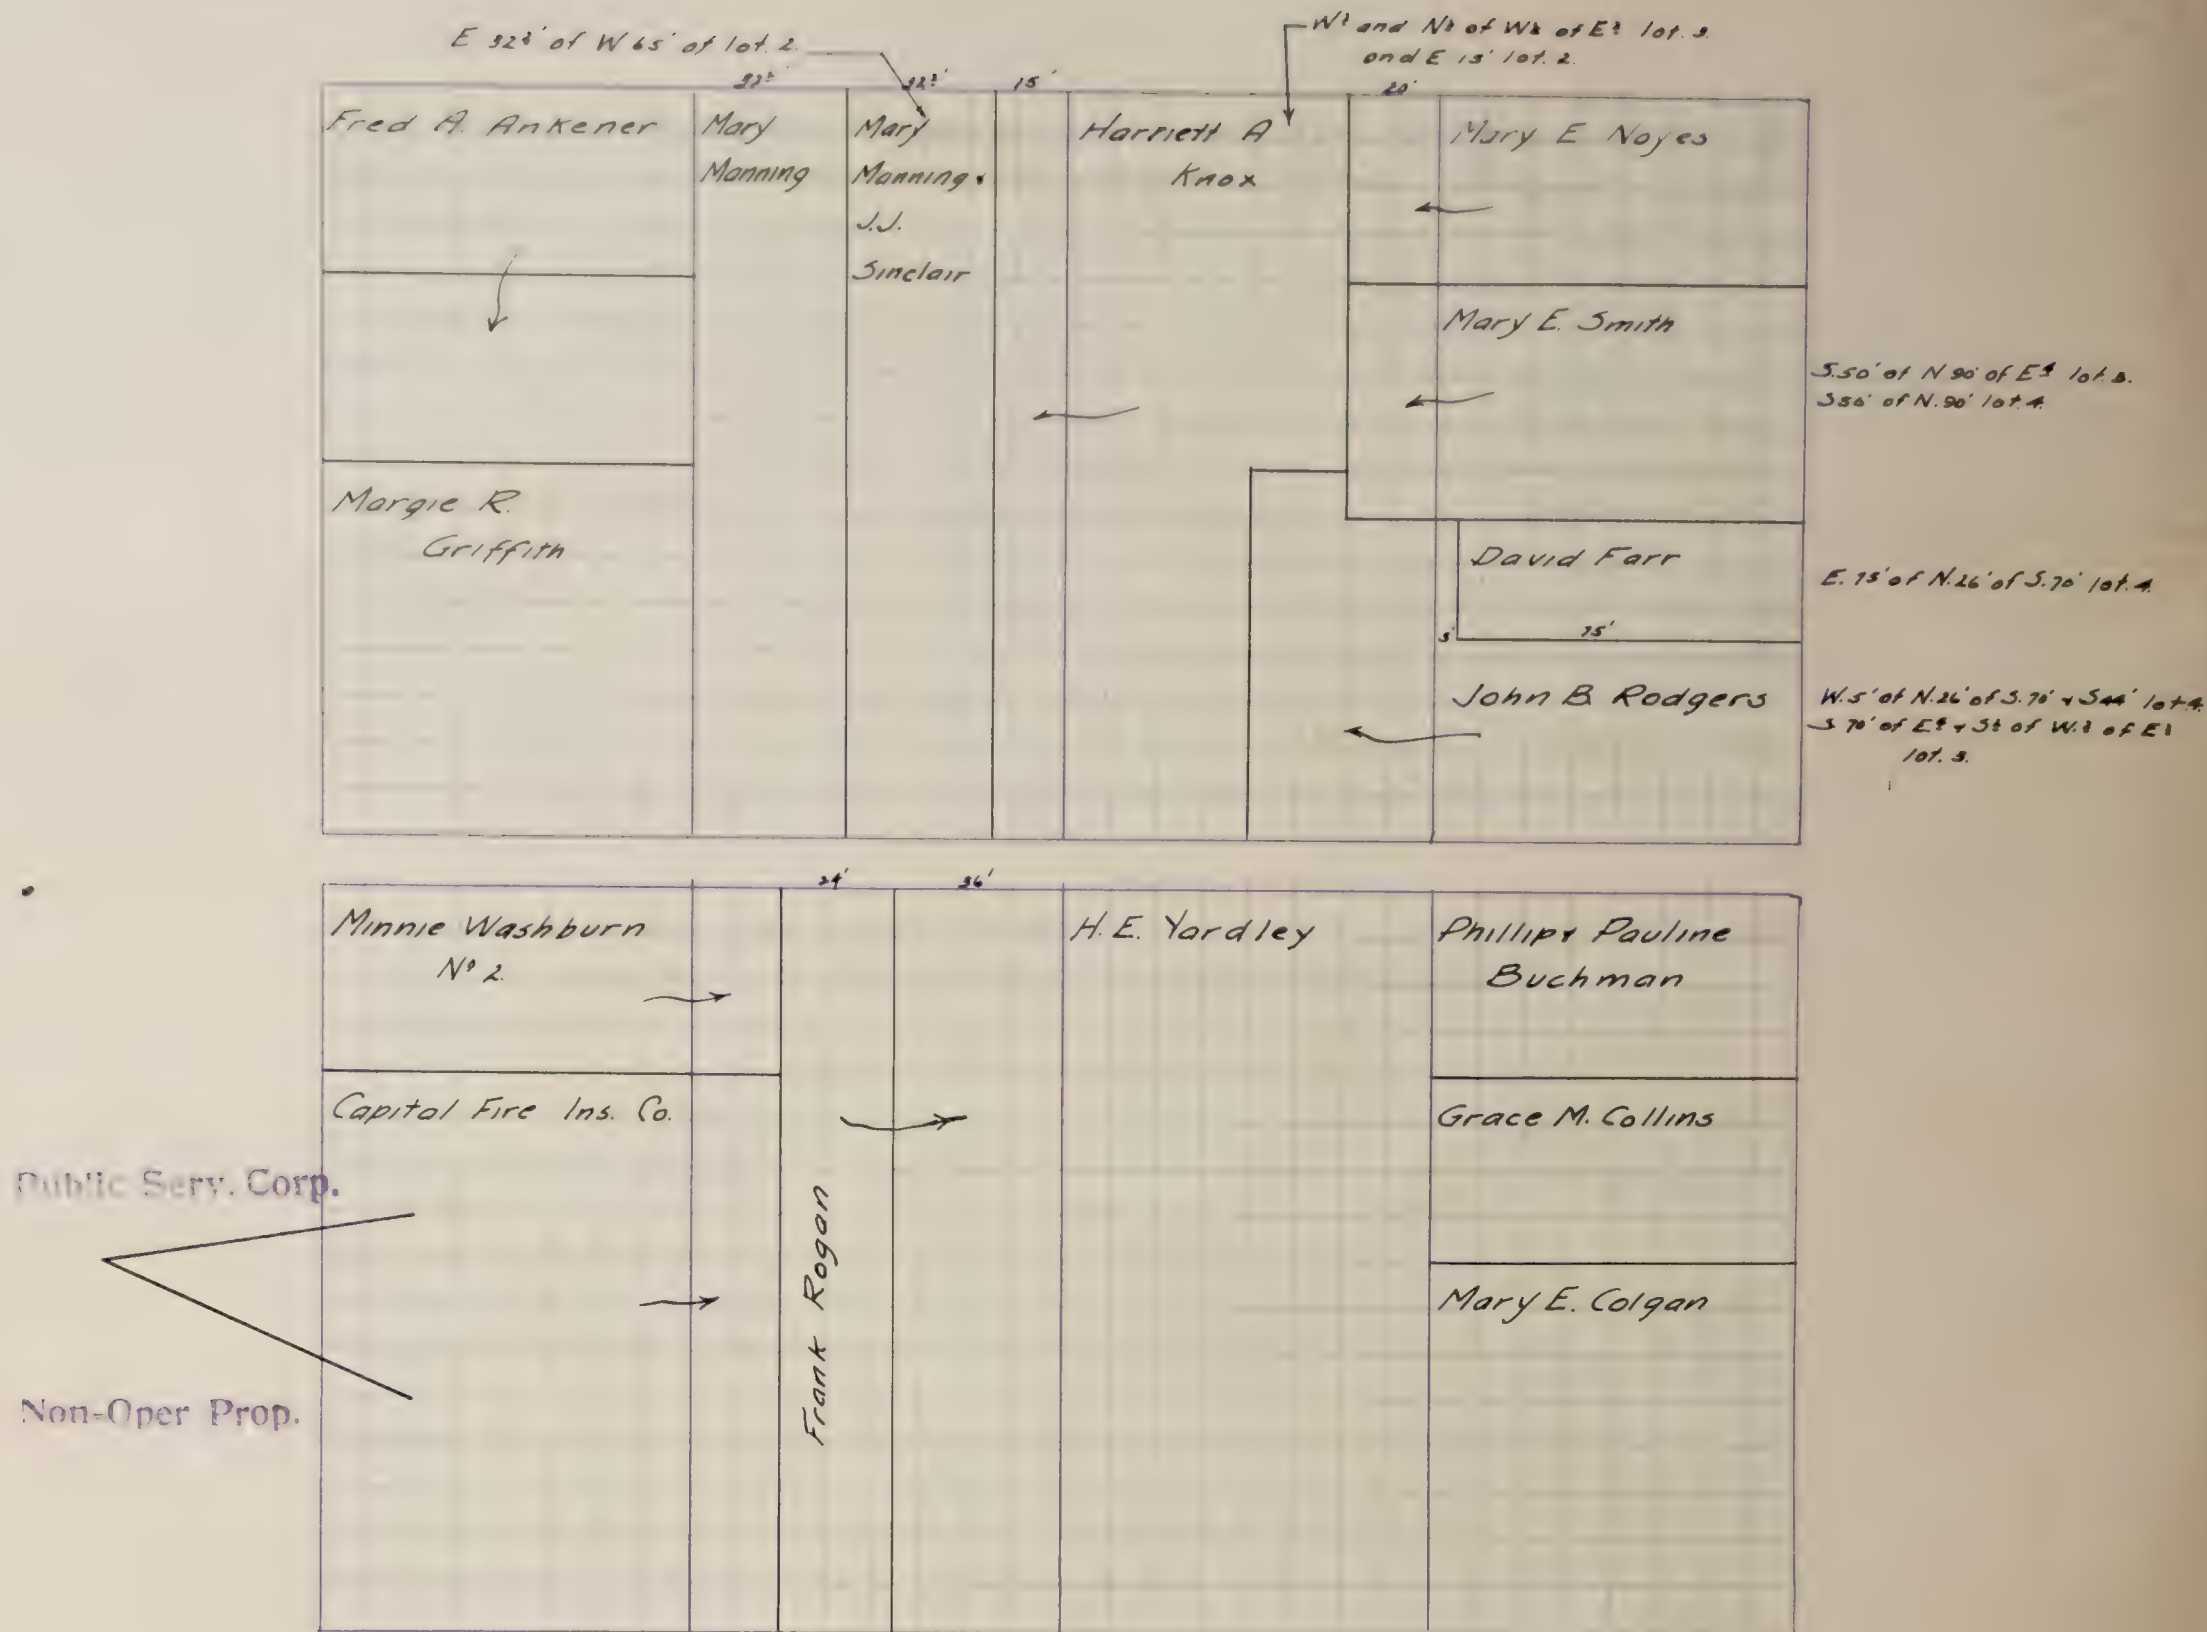 E 32½' of W 65' of lot. 2.
W½ and N½ of W½ of E½ lot. 3.
and E 15' lot. 2.
32½' 32½' 15' 20'
Fred A. Ankener
Mary
Manning
Mary
Manning &
J.J.
Sinclair
Harriett A
Knox
Mary E Noyes
Mary E. Smith
S.50' of N 90' of E½ lot. 3.
S50' of N.90' lot. 4.
Margie R.
Griffith
David Farr
E. 75' of N.26' of S.70' lot. 4.
5' 75'
John B. Rodgers
W.5' of N.26' of S.70' & S44' lot 4.
S 70' of E½ & S½ of W.½ of E½
lot. 3.
24' 36'
Minnie Washburn
Nº 2.
H.E. Yardley
Phillip & Pauline
Buchman
Capital Fire Ins. Co.
Grace M. Collins
Public Serv. Corp.
Frank Rogan
Mary E. Colgan
Non-Oper Prop.